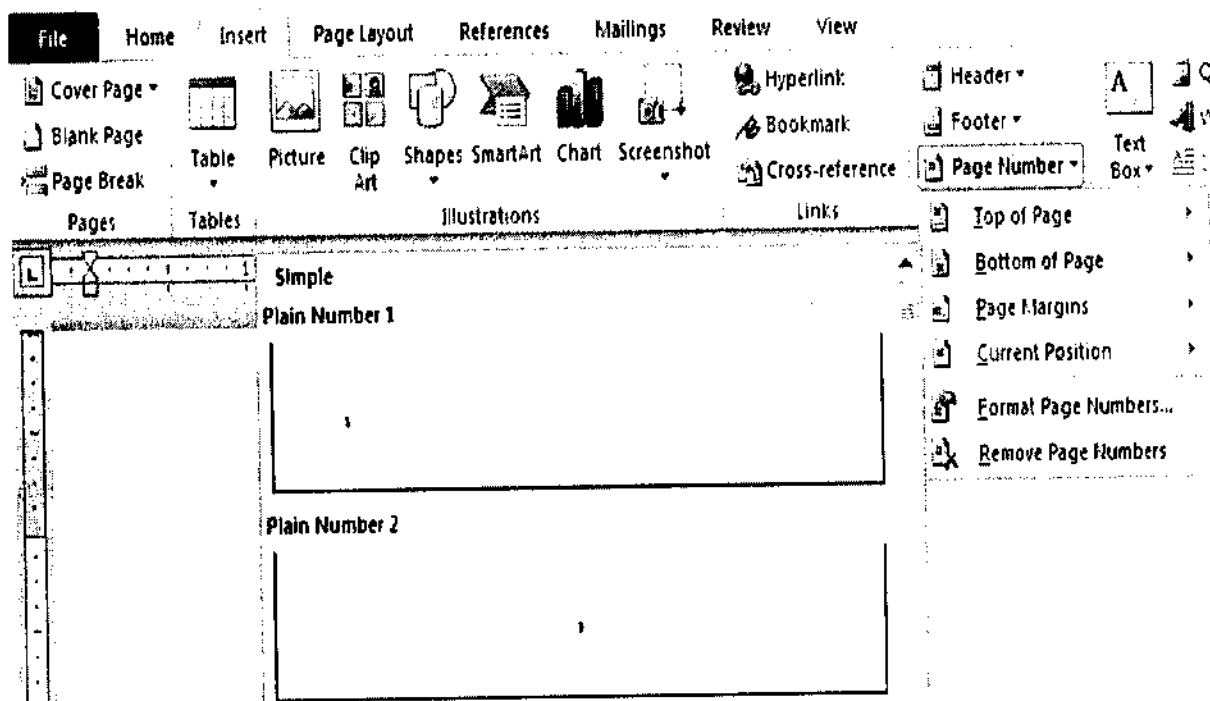 File Home Insert Page Layout References Mailings Review View
Cover Page
Blank Page
Page Break
Pages
Table
Tables
Picture
Clip Art
Shapes
SmartArt
Chart
Screenshot
Illustrations
Hyperlink
Bookmark
Cross-reference
Links
Header
Footer
Page Number
A
Text Box
Top of Page
Bottom of Page
Page Margins
Current Position
Format Page Numbers...
Remove Page Numbers
L
1
1
Simple
Plain Number 1
Plain Number 2